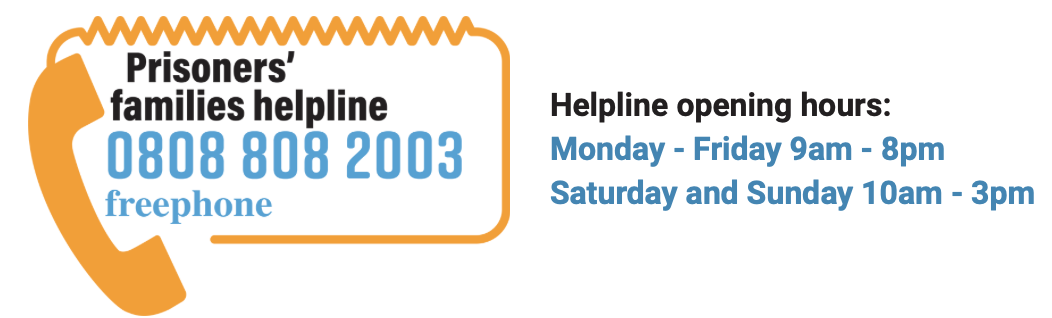 Prisoners’
families helpline
0808 808 2003
freephone
Helpline opening hours:
Monday - Friday 9am - 8pm
Saturday and Sunday 10am - 3pm